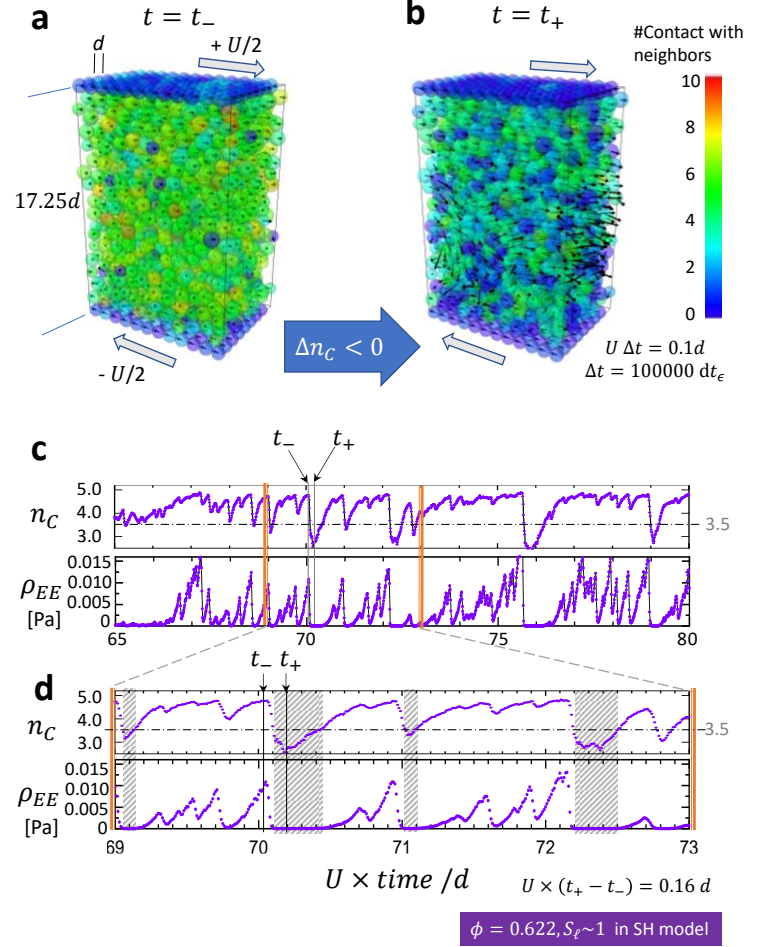 a
t = t₋
d
+ U/2
17.25d
- U/2
b
t = t₊
#Contact with
neighbors
10
8
6
4
2
0
Δn_C < 0
U Δt = 0.1d
Δt = 100000 dt_ϵ
c
t₋
t₊
5.0
n_C
4.0
3.0
3.5
0.015
ρ_EE
0.010
[Pa]
0.005
0
65
70
75
80
t₋
t₊
d
5.0
n_C
4.0
3.0
3.5
ρ_EE
0.010
[Pa]
0.005
0
69
70
71
72
73
U × time /d
U × (t₊ − t₋) = 0.16 d
ϕ = 0.622, S_ℓ~1 in SH model